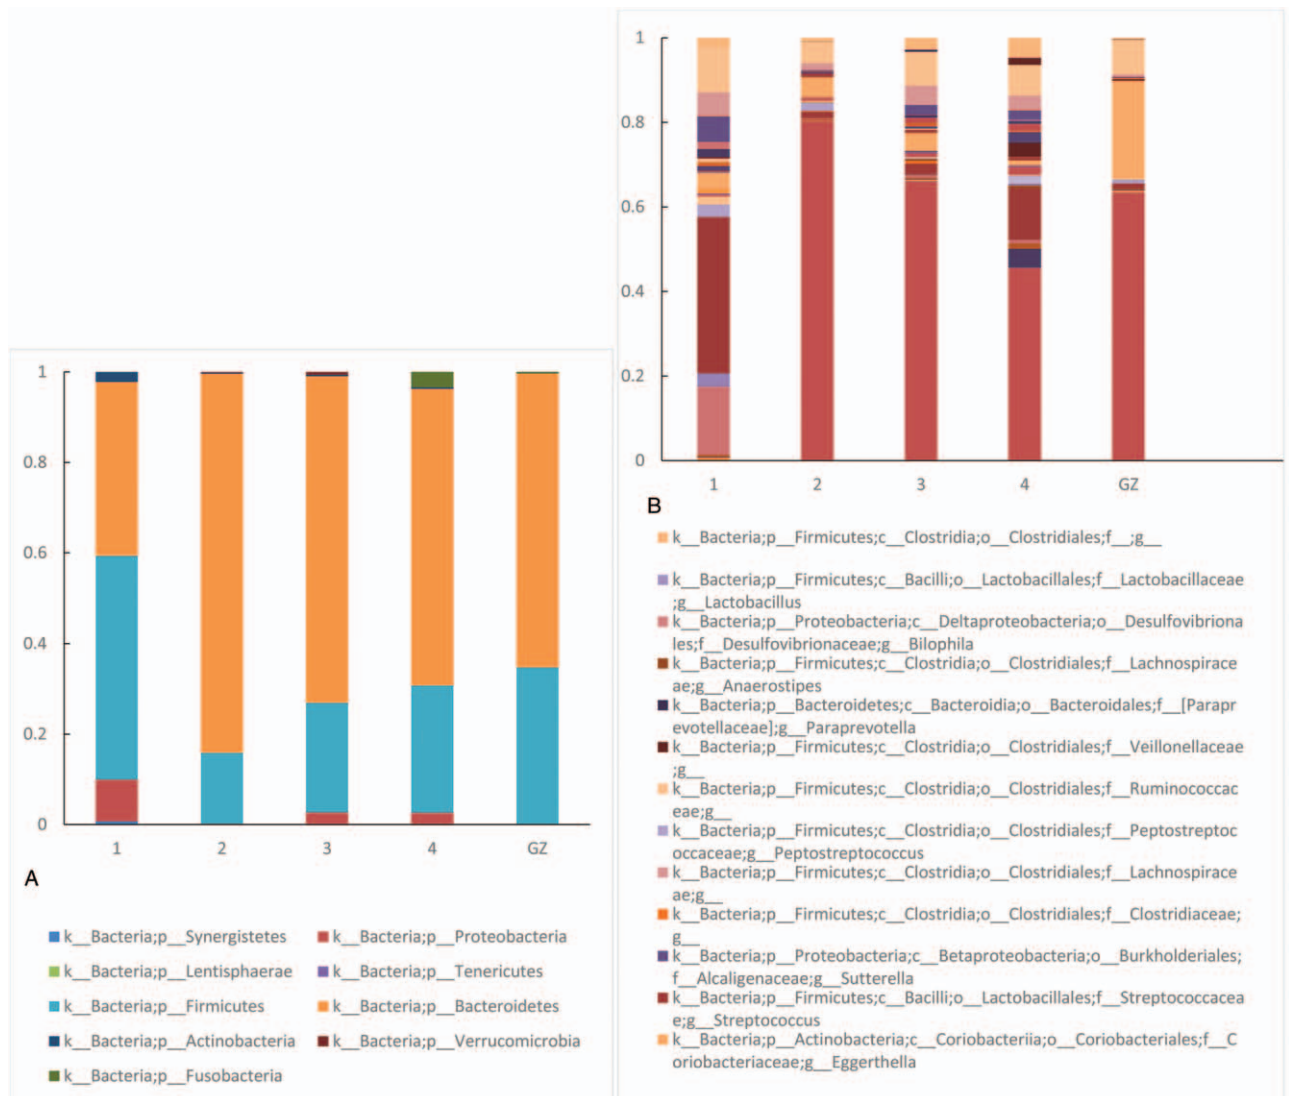 1
0.8
0.6
0.4
0.2
0
1 2 3 4 GZ
A
k__Bacteria;p__Synergistetes k__Bacteria;p__Proteobacteria
k__Bacteria;p__Lentisphaerae k__Bacteria;p__Tenericutes
k__Bacteria;p__Firmicutes k__Bacteria;p__Bacteroidetes
k__Bacteria;p__Actinobacteria k__Bacteria;p__Verrucomicrobia
k__Bacteria;p__Fusobacteria
1
0.8
0.6
0.4
0.2
0
1 2 3 4 GZ
B
k__Bacteria;p__Firmicutes;c__Clostridia;o__Clostridiales;f__;g__
k__Bacteria;p__Firmicutes;c__Bacilli;o__Lactobacillales;f__Lactobacillaceae
;g__Lactobacillus
k__Bacteria;p__Proteobacteria;c__Deltaproteobacteria;o__Desulfovibriona
les;f__Desulfovibrionaceae;g__Bilophila
k__Bacteria;p__Firmicutes;c__Clostridia;o__Clostridiales;f__Lachnospirace
ae;g__Anaerostipes
k__Bacteria;p__Bacteroidetes;c__Bacteroidia;o__Bacteroidales;f__[Parapr
evotellaceae];g__Paraprevotella
k__Bacteria;p__Firmicutes;c__Clostridia;o__Clostridiales;f__Veillonellaceae
;g__
k__Bacteria;p__Firmicutes;c__Clostridia;o__Clostridiales;f__Ruminococcac
eae;g__
k__Bacteria;p__Firmicutes;c__Clostridia;o__Clostridiales;f__Peptostreptoc
occaceae;g__Peptostreptococcus
k__Bacteria;p__Firmicutes;c__Clostridia;o__Clostridiales;f__Lachnospirace
ae;g__
k__Bacteria;p__Firmicutes;c__Clostridia;o__Clostridiales;f__Clostridiaceae;
g__
k__Bacteria;p__Proteobacteria;c__Betaproteobacteria;o__Burkholderiales;
f__Alcaligenaceae;g__Sutterella
k__Bacteria;p__Firmicutes;c__Bacilli;o__Lactobacillales;f__Streptococcacea
e;g__Streptococcus
k__Bacteria;p__Actinobacteria;c__Coriobacteriia;o__Coriobacteriales;f__C
oriobacteriaceae;g__Eggerthella